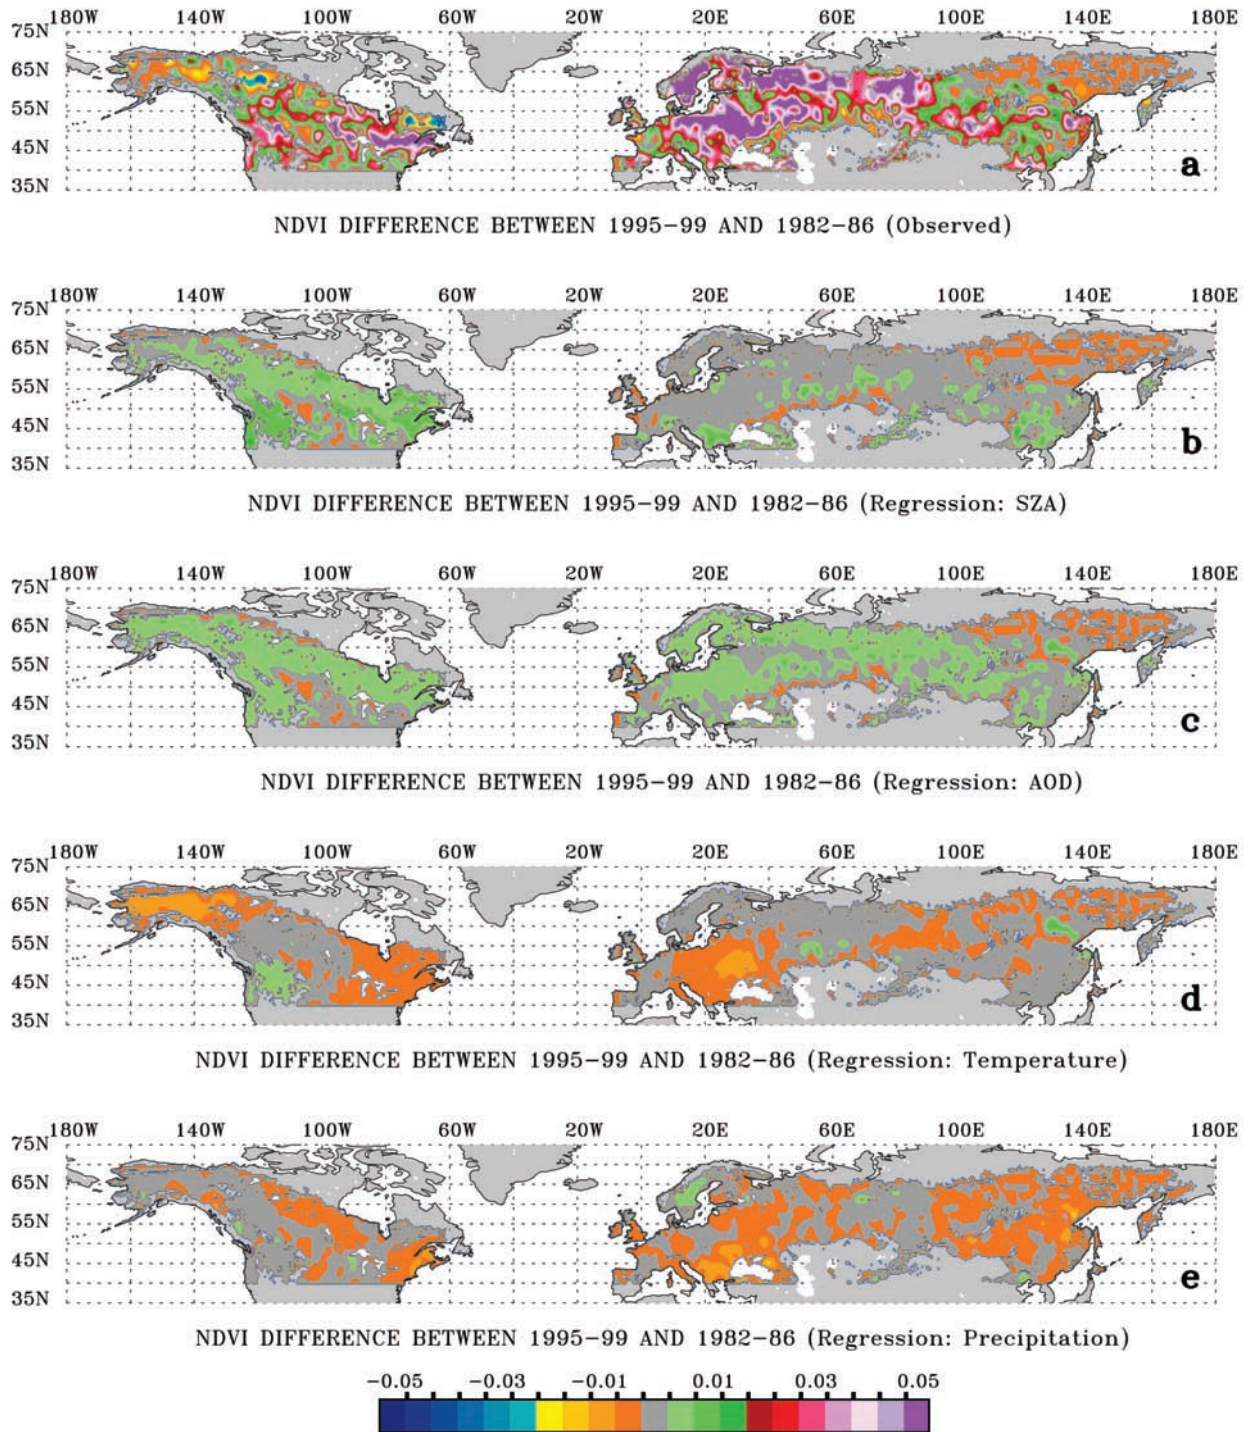 180W 140W 100W 60W 20W 20E 60E 100E 140E 180E
75N
65N
55N
45N
35N
a
NDVI DIFFERENCE BETWEEN 1995-99 AND 1982-86 (Observed)
180W 140W 100W 60W 20W 20E 60E 100E 140E 180E
75N
65N
55N
45N
35N
b
NDVI DIFFERENCE BETWEEN 1995-99 AND 1982-86 (Regression: SZA)
180W 140W 100W 60W 20W 20E 60E 100E 140E 180E
75N
65N
55N
45N
35N
c
NDVI DIFFERENCE BETWEEN 1995-99 AND 1982-86 (Regression: AOD)
180W 140W 100W 60W 20W 20E 60E 100E 140E 180E
75N
65N
55N
45N
35N
d
NDVI DIFFERENCE BETWEEN 1995-99 AND 1982-86 (Regression: Temperature)
180W 140W 100W 60W 20W 20E 60E 100E 140E 180E
75N
65N
55N
45N
35N
e
NDVI DIFFERENCE BETWEEN 1995-99 AND 1982-86 (Regression: Precipitation)
-0.05 -0.03 -0.01 0.01 0.03 0.05